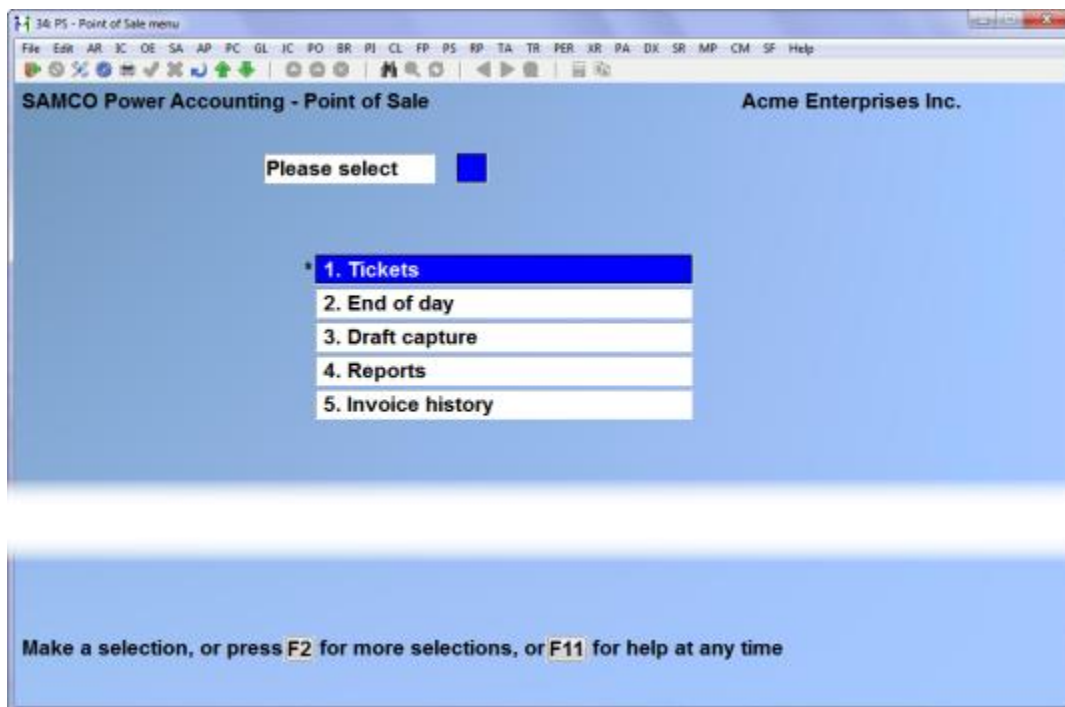 34: PS - Point of Sale menu
File Edit AR IC OE SA AP PC GL IC PO BR PI CL FP PS RP TA TR PER XR PA DX SR MP CM SF Help
SAMCO Power Accounting - Point of Sale Acme Enterprises Inc.
Please select
* 1. Tickets
2. End of day
3. Draft capture
4. Reports
5. Invoice history
Make a selection, or press F2 for more selections, or F11 for help at any time